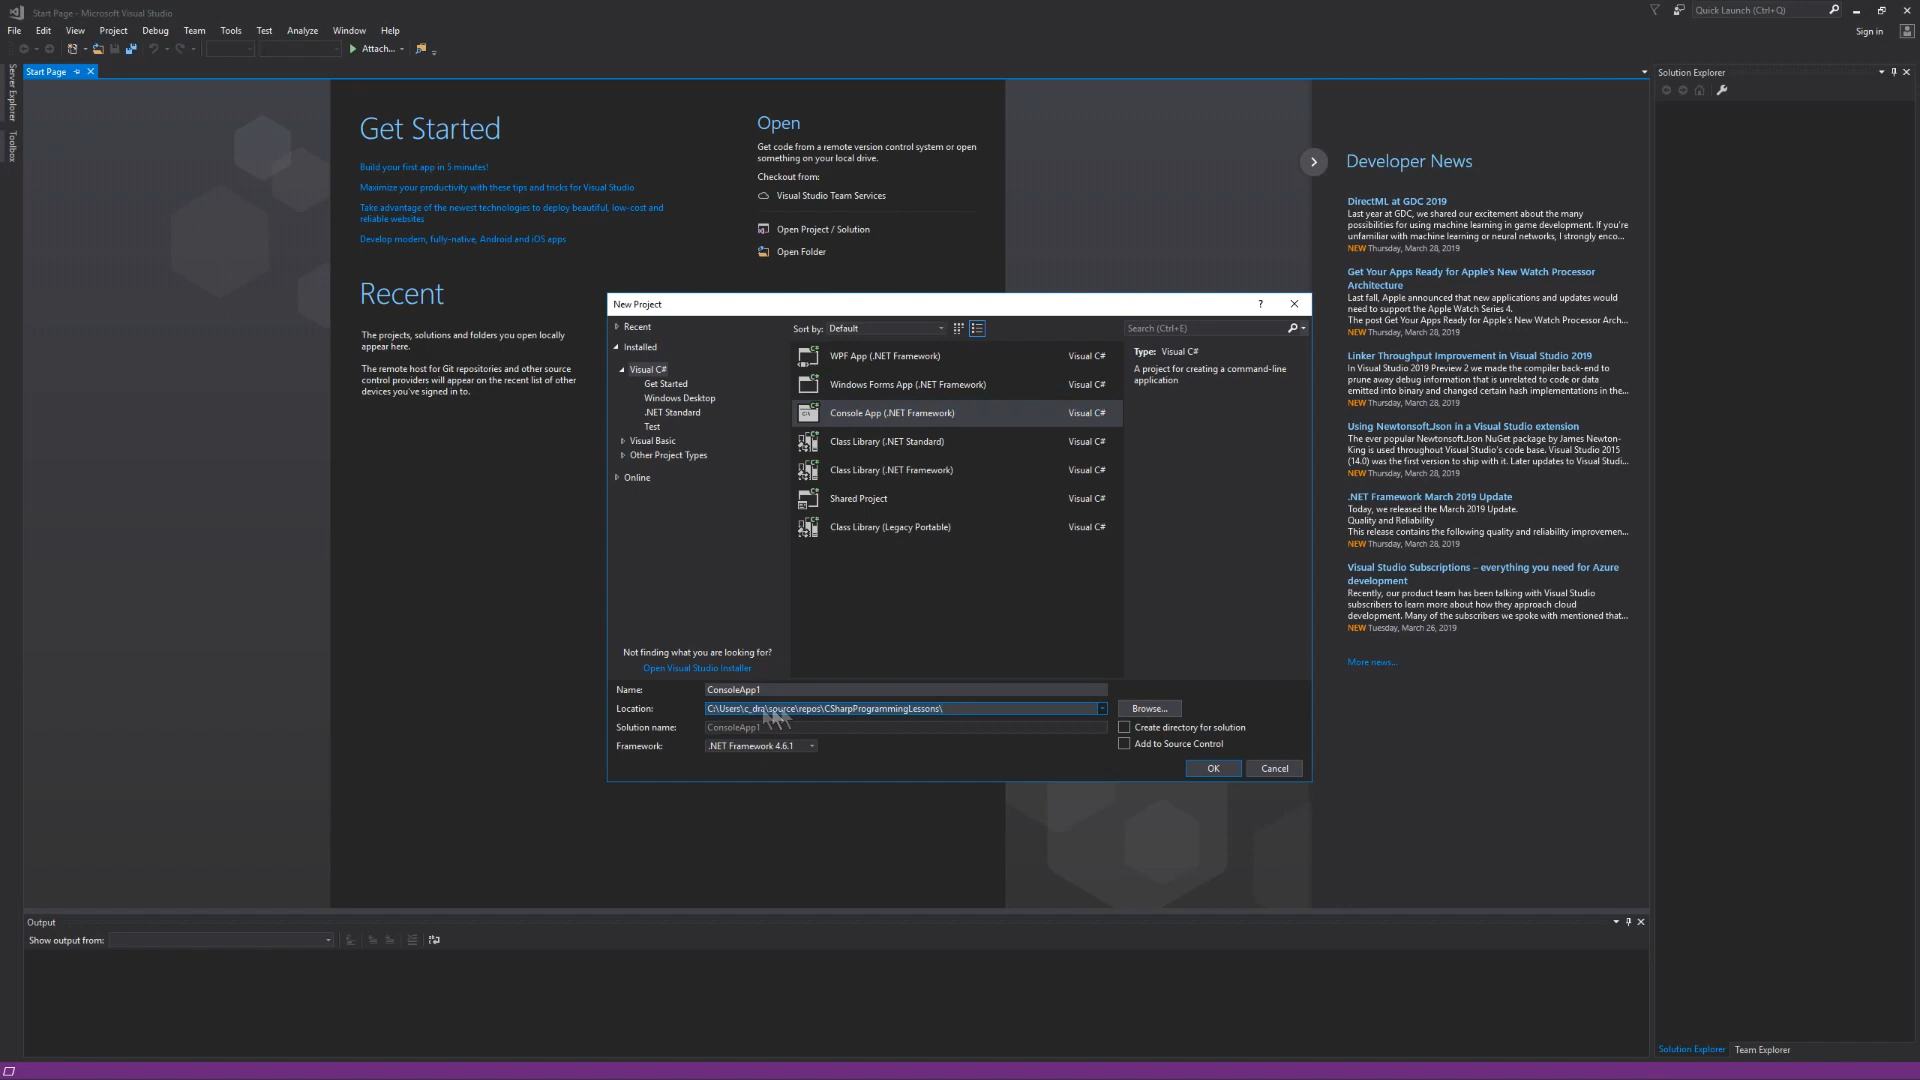 Start Page - Microsoft Visual Studio
Quick Launch (Ctrl+Q)
File Edit View Project Debug Team Tools Test Analyze Window Help
Sign in
Attach...
Server Explorer
Toolbox
Start Page
Get Started
Build your first app in 5 minutes!
Maximize your productivity with these tips and tricks for Visual Studio
Take advantage of the newest technologies to deploy beautiful, low-cost and
reliable websites
Develop modern, fully-native, Android and iOS apps
Recent
The projects, solutions and folders you open locally
appear here.
The remote host for Git repositories and other source
control providers will appear on the recent list of other
devices you've signed in to.
Open
Get code from a remote version control system or open
something on your local drive.
Checkout from:
Visual Studio Team Services
Open Project / Solution
Open Folder
New Project
?
Recent
Installed
Visual C#
Get Started
Windows Desktop
.NET Standard
Test
Visual Basic
Other Project Types
Online
Not finding what you are looking for?
Open Visual Studio Installer
Sort by: Default
WPF App (.NET Framework) Visual C#
Windows Forms App (.NET Framework) Visual C#
Console App (.NET Framework) Visual C#
Class Library (.NET Standard) Visual C#
Class Library (.NET Framework) Visual C#
Shared Project Visual C#
Class Library (Legacy Portable) Visual C#
Search (Ctrl+E)
Type: Visual C#
A project for creating a command-line
application
Name: ConsoleApp1
Location: C:\Users\c_dra\source\repos\CSharpProgrammingLessons\
Browse...
Solution name: ConsoleApp1
Create directory for solution
Framework: .NET Framework 4.6.1
Add to Source Control
OK Cancel
Developer News
DirectML at GDC 2019
Last year at GDC, we shared our excitement about the many
possibilities for using machine learning in game development. If you're
unfamiliar with machine learning or neural networks, I strongly enco...
NEW Thursday, March 28, 2019
Get Your Apps Ready for Apple's New Watch Processor
Architecture
Last fall, Apple announced that new applications and updates would
need to support the Apple Watch Series 4.
The post Get Your Apps Ready for Apple's New Watch Processor Arch...
NEW Thursday, March 28, 2019
Linker Throughput Improvement in Visual Studio 2019
In Visual Studio 2019 Preview 2 we made the compiler back-end to
prune away debug information that is unrelated to code or data
emitted into binary and changed certain hash implementations in the...
NEW Thursday, March 28, 2019
Using Newtonsoft.Json in a Visual Studio extension
The ever popular Newtonsoft.Json NuGet package by James Newton-
King is used throughout Visual Studio's code base. Visual Studio 2015
(14.0) was the first version to ship with it. Later updates to Visual Studi...
NEW Thursday, March 28, 2019
.NET Framework March 2019 Update
Today, we released the March 2019 Update.
Quality and Reliability
This release contains the following quality and reliability improvemen...
NEW Thursday, March 28, 2019
Visual Studio Subscriptions – everything you need for Azure
development
Recently, our product team has been talking with Visual Studio
subscribers to learn more about how they approach cloud
development. Many of the subscribers we spoke with mentioned that...
NEW Tuesday, March 26, 2019
More news...
Solution Explorer
Output
Show output from:
Solution Explorer Team Explorer